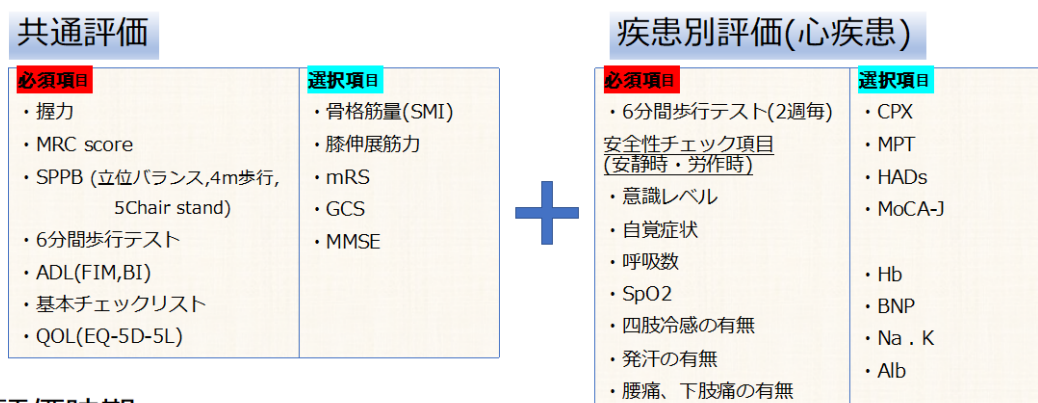 共通評価
必須項目
・握力
・MRC score
・SPPB (立位バランス,4m歩行,
5Chair stand)
・6分間歩行テスト
・ADL(FIM,BI)
・基本チェックリスト
・QOL(EQ-5D-5L)
選択項目
・骨格筋量(SMI)
・膝伸展筋力
・mRS
・GCS
・MMSE
疾患別評価(心疾患)
必須項目
・6分間歩行テスト(2週毎)
安全性チェック項目
(安静時・労作時)
・意識レベル
・自覚症状
・呼吸数
・SpO2
・四肢冷感の有無
・発汗の有無
・腰痛、下肢痛の有無
選択項目
・CPX
・MPT
・HADs
・MoCA-J
・Hb
・BNP
・Na . K
・Alb